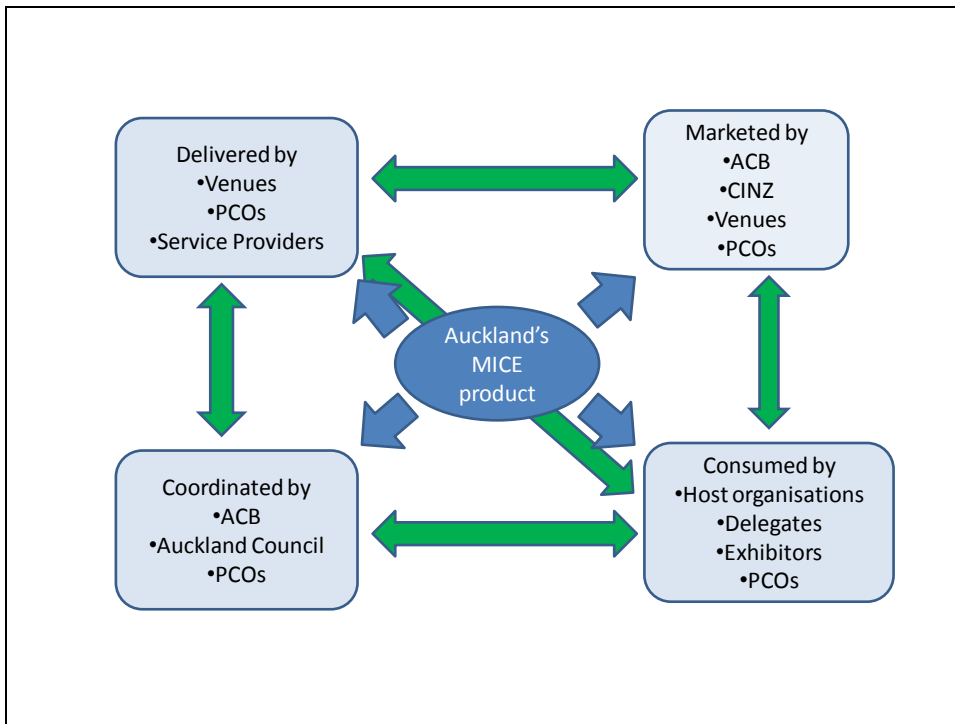 Delivered by
•Venues
•PCOs
•Service Providers
Marketed by
•ACB
•CINZ
•Venues
•PCOs
Auckland's
MICE
product
Coordinated by
•ACB
•Auckland Council
•PCOs
Consumed by
•Host organisations
•Delegates
•Exhibitors
•PCOs